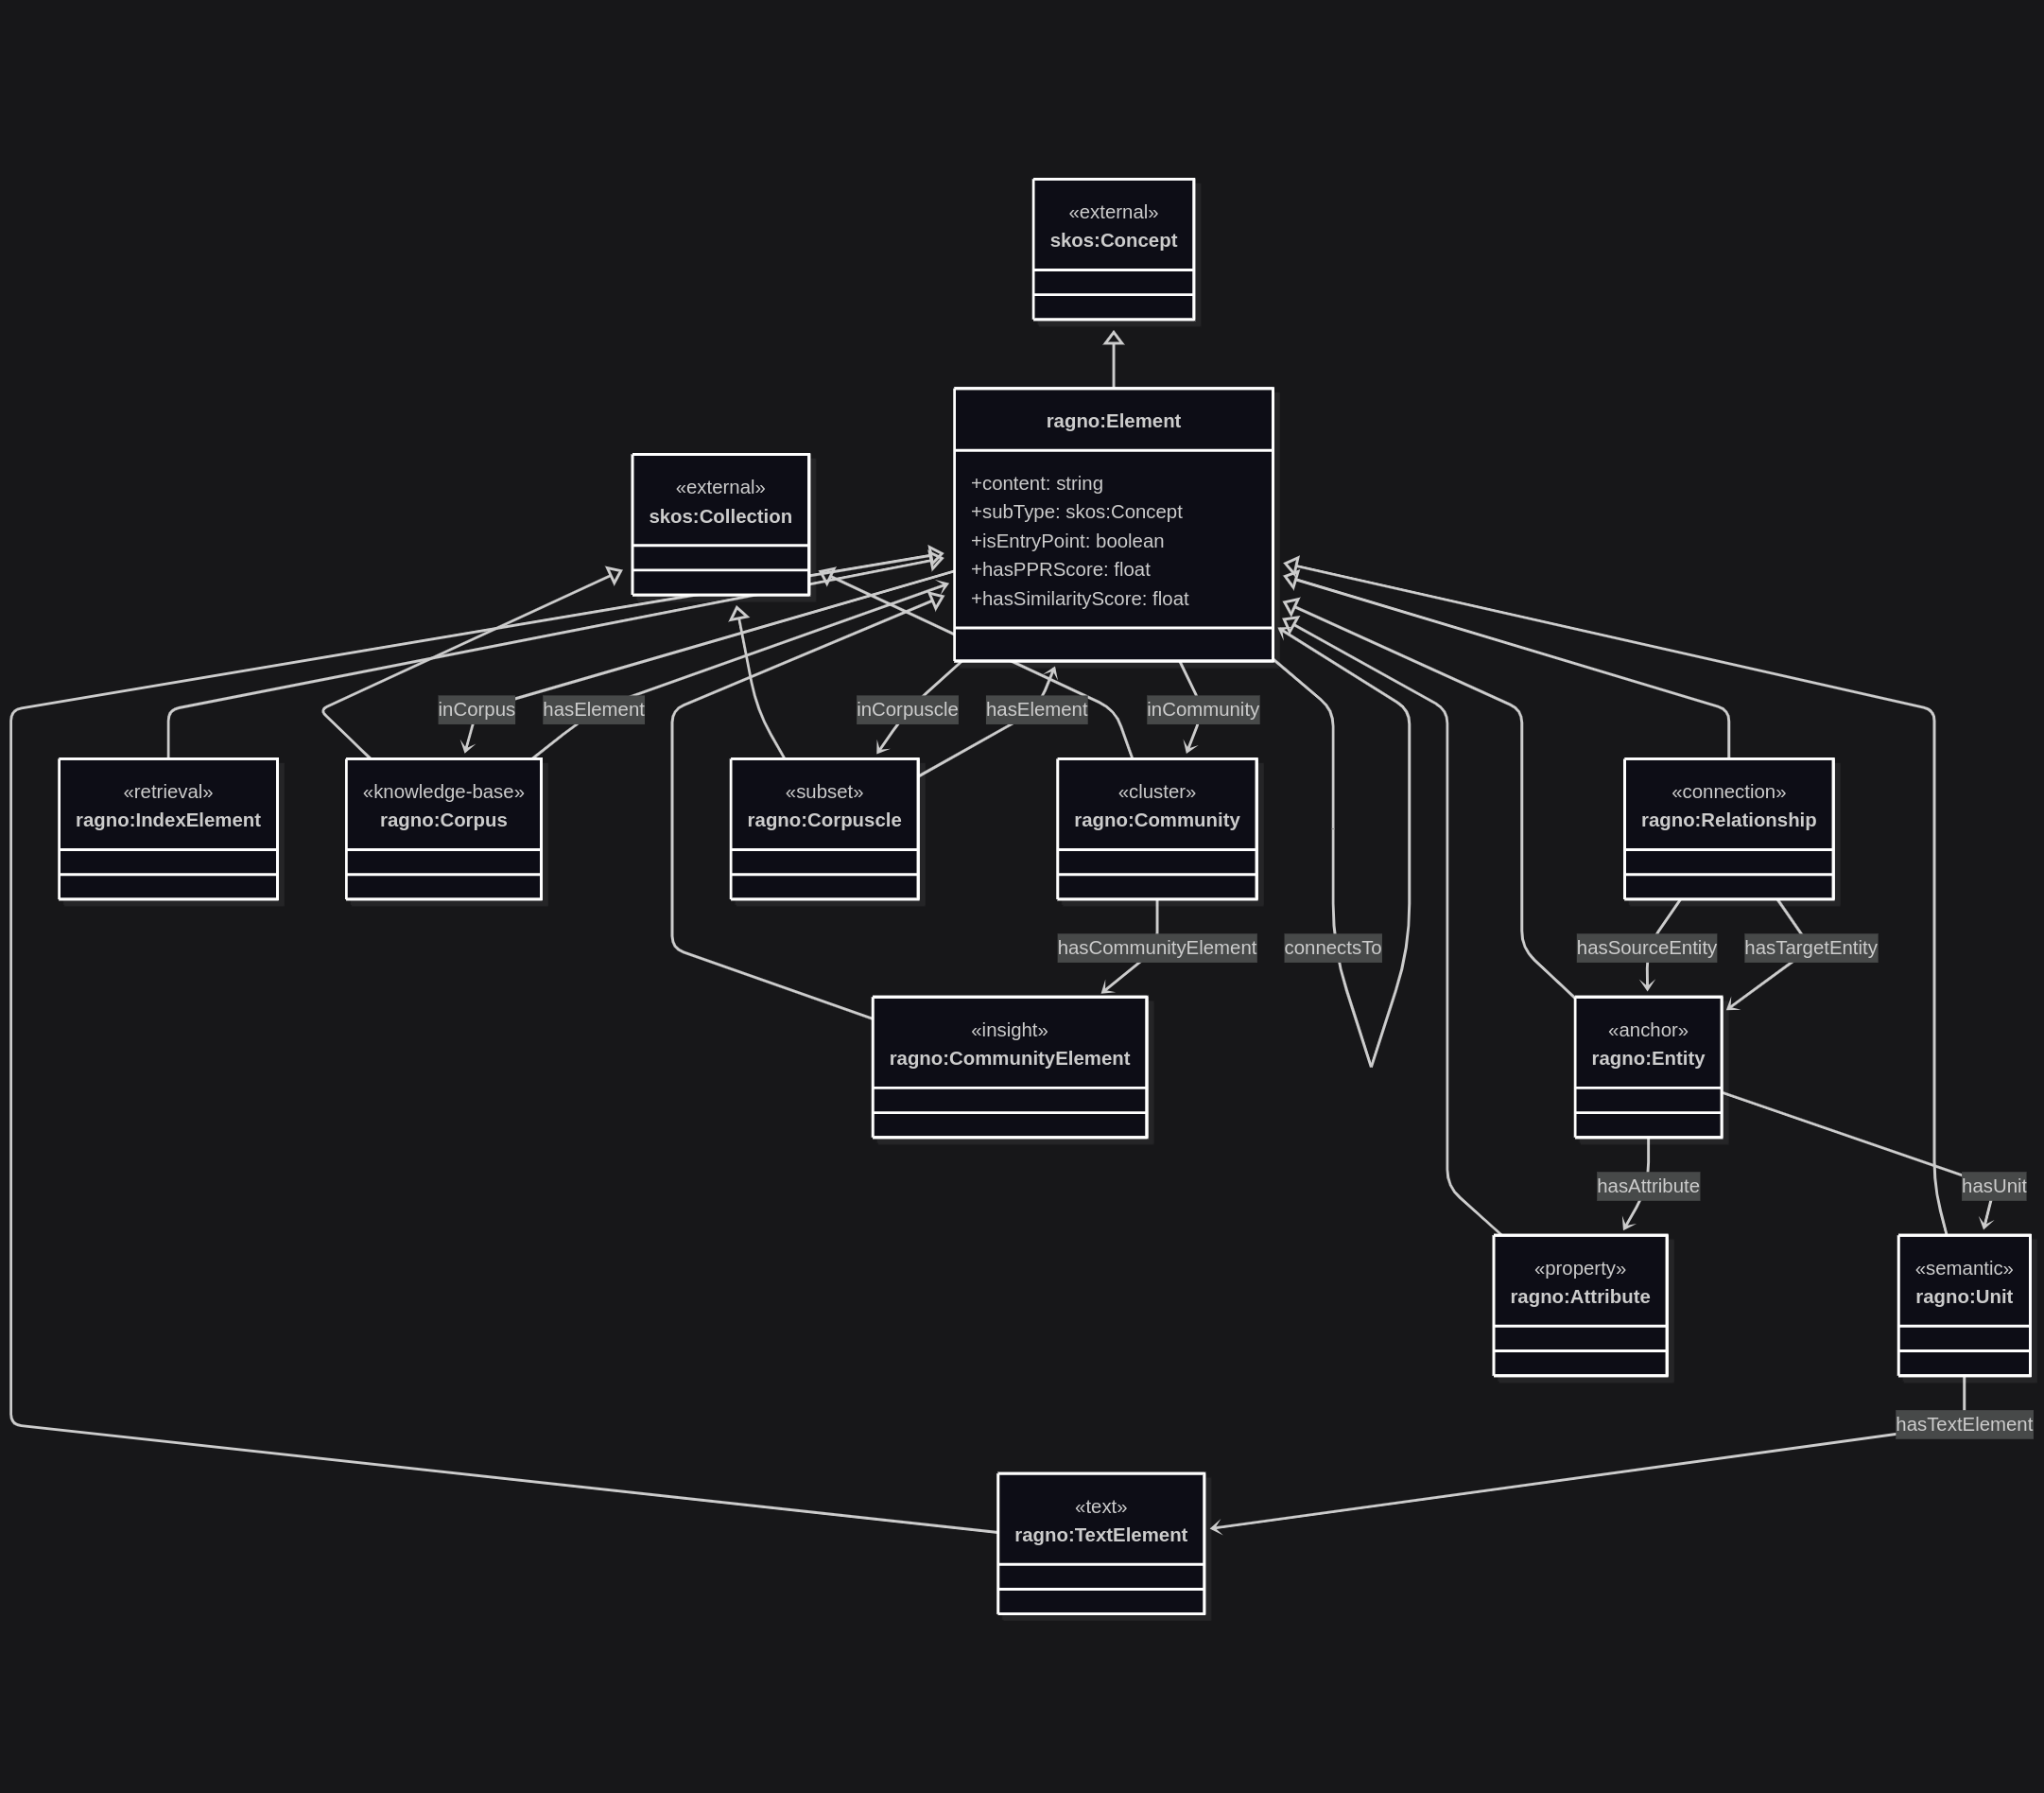 «external»
skos:Concept
ragno:Element
+content: string
+subType: skos:Concept
+isEntryPoint: boolean
+hasPPRScore: float
+hasSimilarityScore: float
«external»
skos:Collection
inCorpus
hasElement
inCorpuscle
hasElement
inCommunity
«retrieval»
ragno:IndexElement
«knowledge-base»
ragno:Corpus
«subset»
ragno:Corpuscle
«cluster»
ragno:Community
«connection»
ragno:Relationship
hasCommunityElement
connectsTo
hasSourceEntity
hasTargetEntity
«insight»
ragno:CommunityElement
«anchor»
ragno:Entity
hasAttribute
hasUnit
«property»
ragno:Attribute
«semantic»
ragno:Unit
hasTextElement
«text»
ragno:TextElement